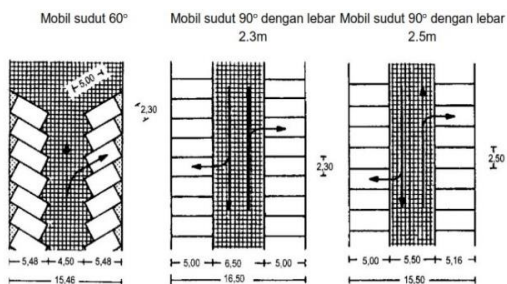 Mobil sudut 60°
Mobil sudut 90° dengan lebar
2.3m
Mobil sudut 90° dengan lebar
2.5m
5,00
2,30
2,30
2,50
5,48 4,50 5,48
15,46
5,00 6,50 5,00
16,50
5,00 5,50 5,16
15,50